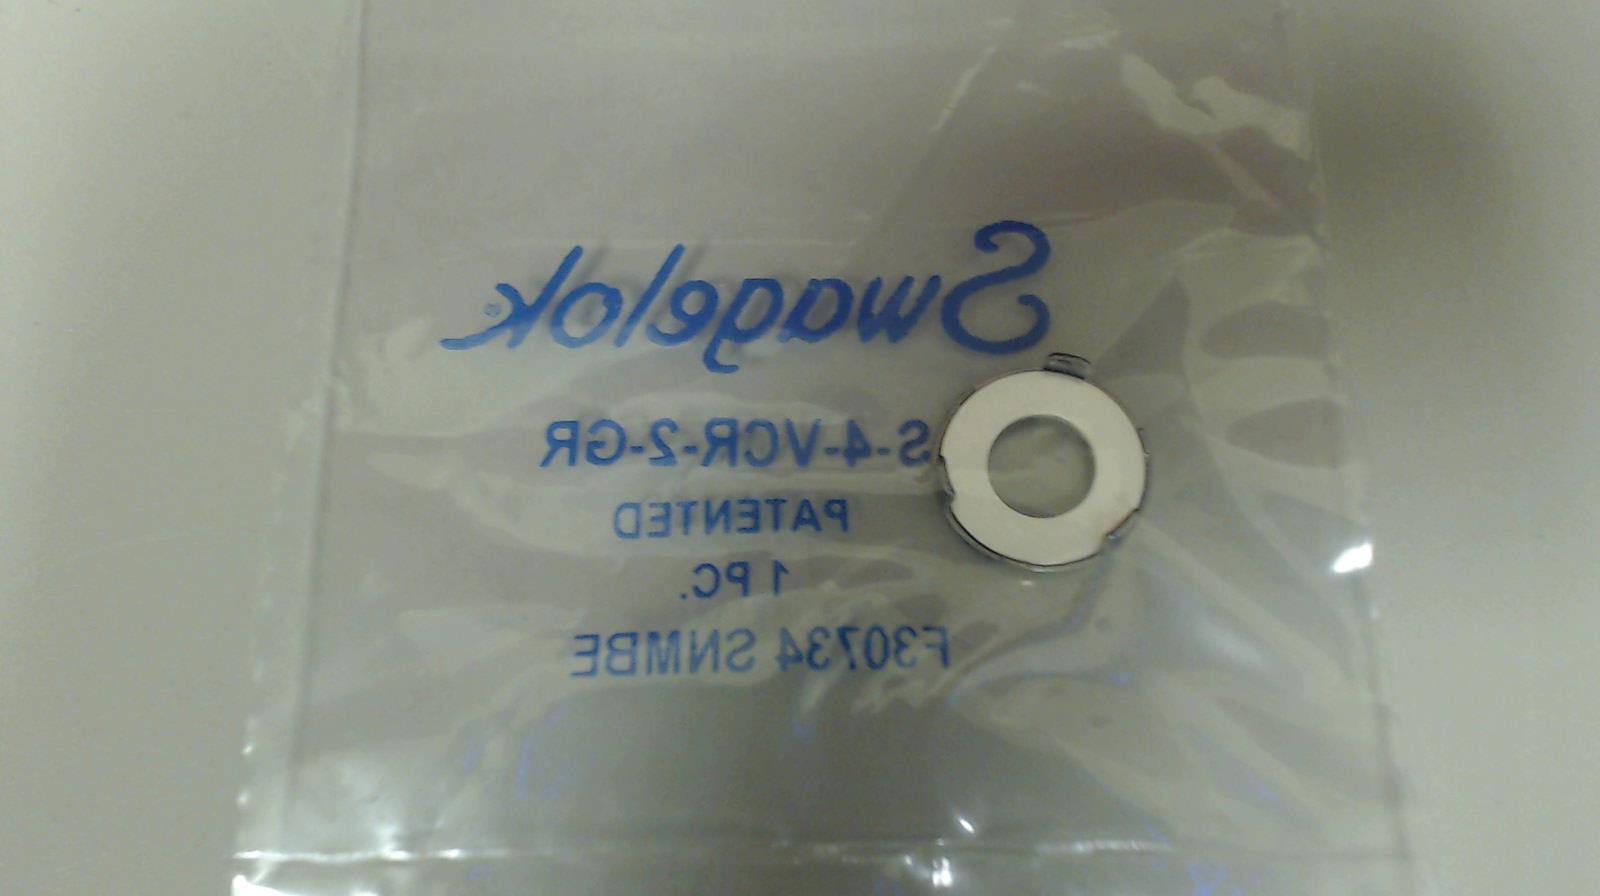 Swagelok®
S-4-VCR-2-GR
PATENTED
1 PC.
F30734 SNMBE